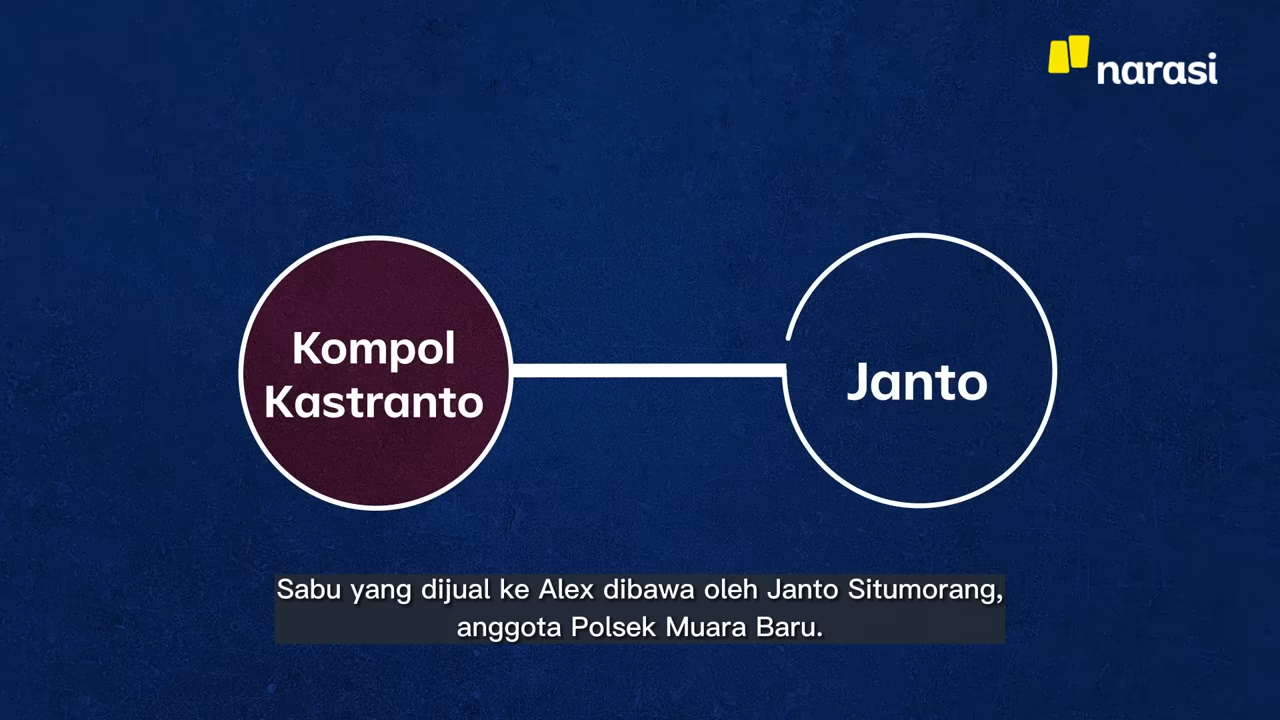 narasi
Kompol
Kastranto
Janto
Sabu yang dijual ke Alex dibawa oleh Janto Situmorang,
anggota Polsek Muara Baru.